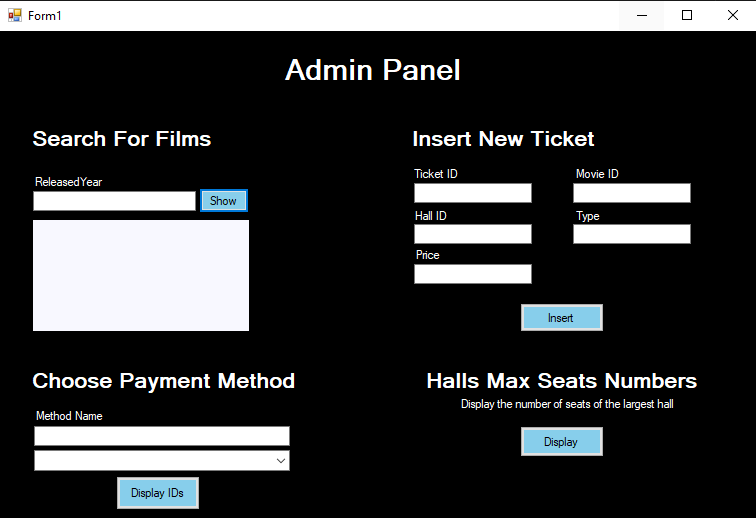 Form1
Admin Panel
Search For Films
ReleasedYear
Show
Insert New Ticket
Ticket ID
Movie ID
Hall ID
Type
Price
Insert
Choose Payment Method
Method Name
Display IDs
Halls Max Seats Numbers
Display the number of seats of the largest hall
Display